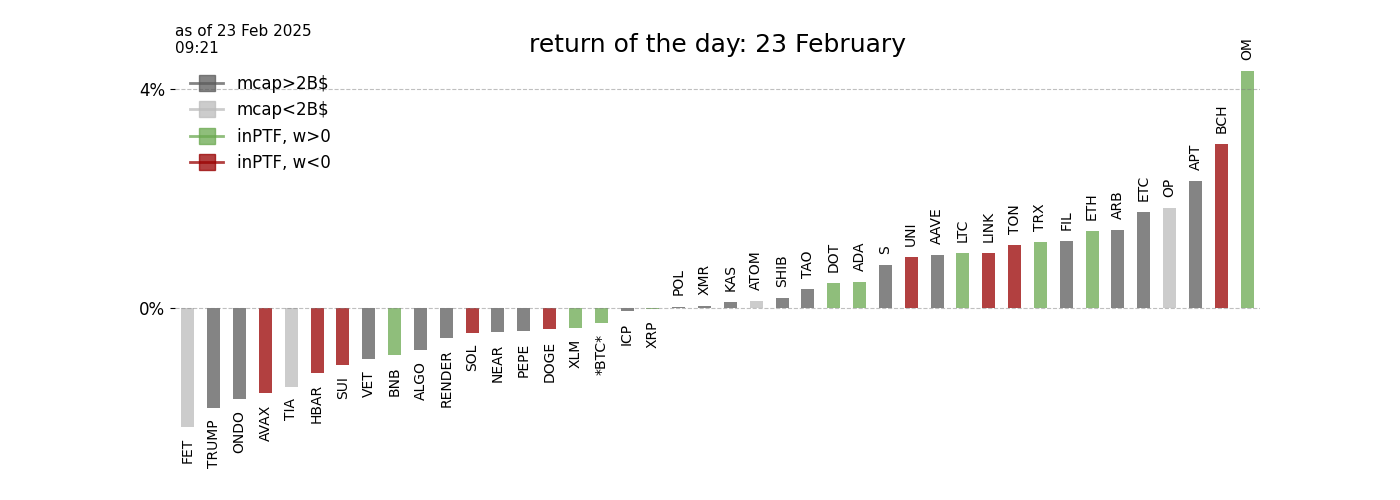 as of 23 Feb 2025
09:21
return of the day: 23 February
4%
mcap>2B$
mcap<2B$
inPTF, w>0
inPTF, w<0
0%
FET
TRUMP
ONDO
AVAX
TIA
HBAR
SUI
VET
BNB
ALGO
RENDER
SOL
NEAR
PEPE
DOGE
XLM
*BTC*
ICP
XRP
POL
XMR
KAS
ATOM
SHIB
TAO
DOT
ADA
S
UNI
AAVE
LTC
LINK
TON
TRX
FIL
ETH
ARB
ETC
OP
APT
BCH
OM